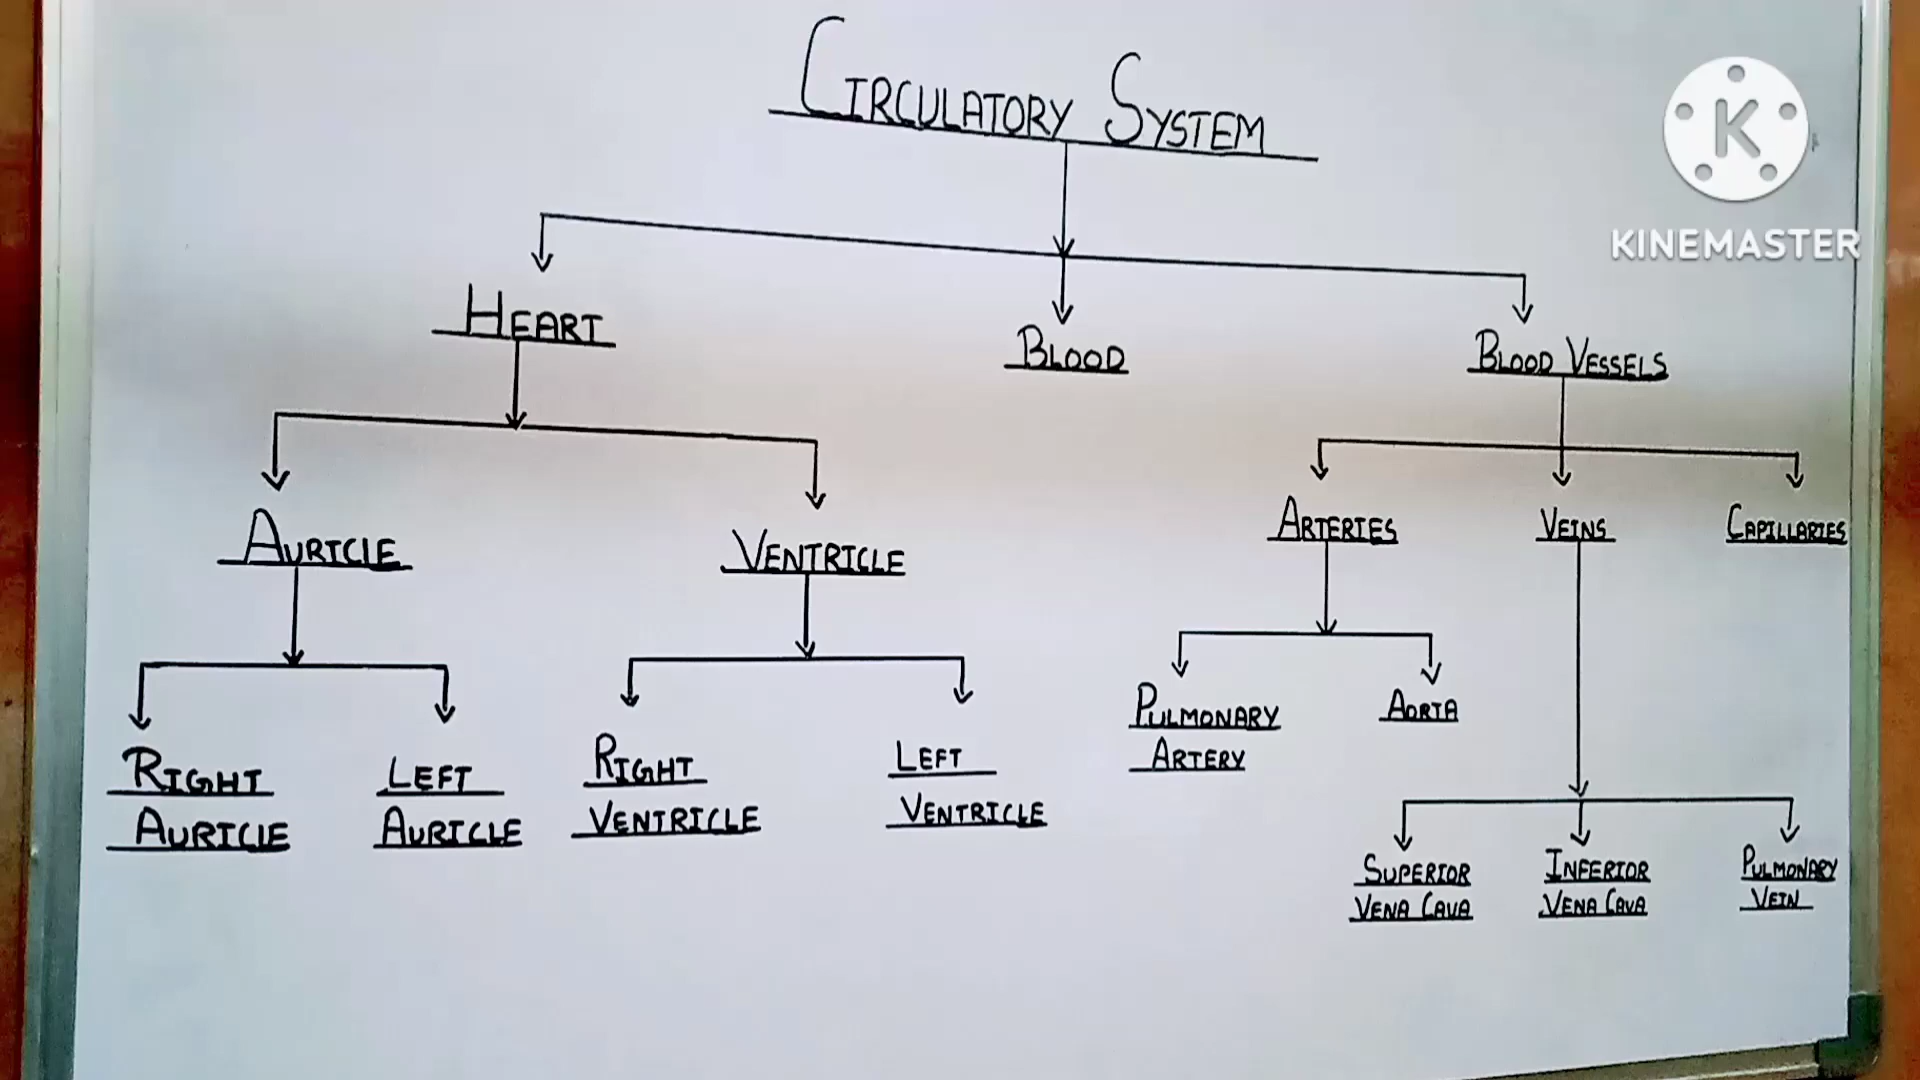 CIRCULATORY SYSTEM
K
KINEMASTER
HEART
BLOOD
BLOOD VESSELS
AURICLE
VENTRICLE
ARTERIES
VEINS
CAPILLARIES
RIGHT
AURICLE
LEFT
AURICLE
RIGHT
VENTRICLE
LEFT
VENTRICLE
PULMONARY
ARTERY
AORTA
SUPERIOR
VENA CAVA
INFERIOR
VENA CAVA
PULMONARY
VEIN